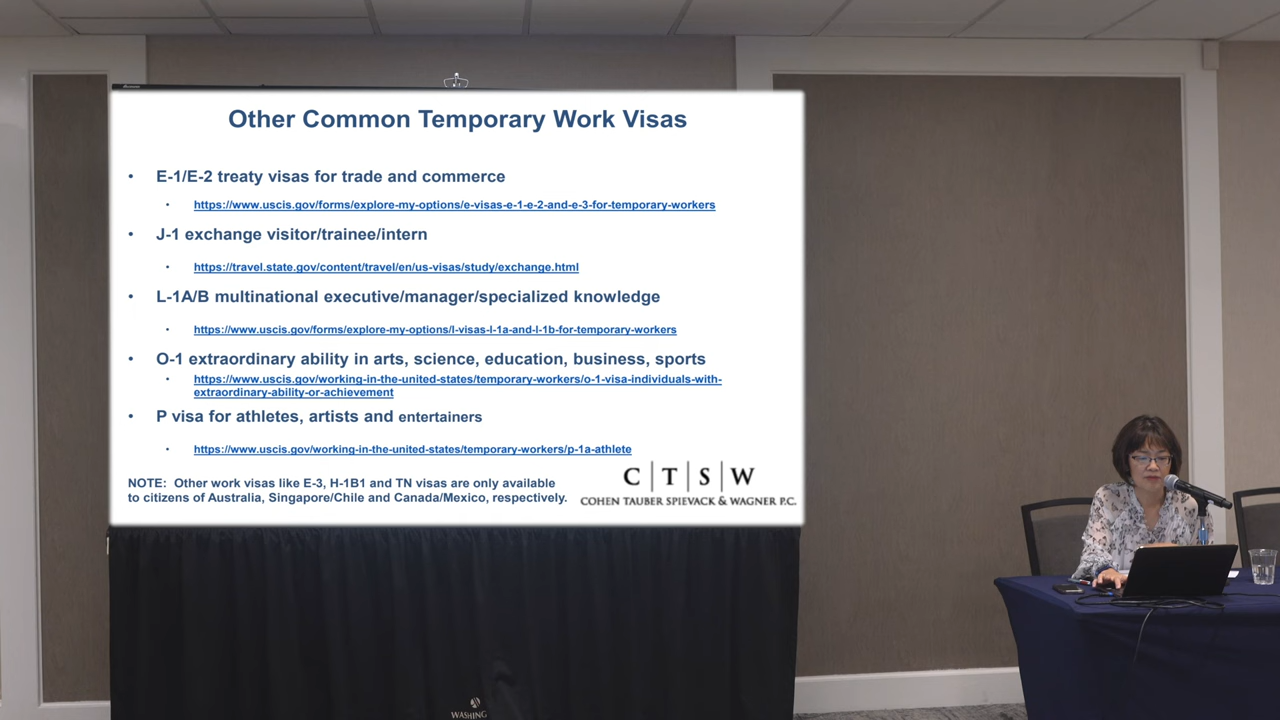 Other Common Temporary Work Visas
• E-1/E-2 treaty visas for trade and commerce
• https://www.uscis.gov/forms/explore-my-options/e-visas-e-1-e-2-and-e-3-for-temporary-workers
• J-1 exchange visitor/trainee/intern
• https://travel.state.gov/content/travel/en/us-visas/study/exchange.html
• L-1A/B multinational executive/manager/specialized knowledge
• https://www.uscis.gov/forms/explore-my-options/l-visas-l-1a-and-l-1b-for-temporary-workers
• O-1 extraordinary ability in arts, science, education, business, sports
• https://www.uscis.gov/working-in-the-united-states/temporary-workers/o-1-visa-individuals-with-
extraordinary-ability-or-achievement
• P visa for athletes, artists and entertainers
• https://www.uscis.gov/working-in-the-united-states/temporary-workers/p-1a-athlete
NOTE: Other work visas like E-3, H-1B1 and TN visas are only available
to citizens of Australia, Singapore/Chile and Canada/Mexico, respectively.
C|T|S|W
COHEN TAUBER SPIEVACK & WAGNER P.C.
WASHING